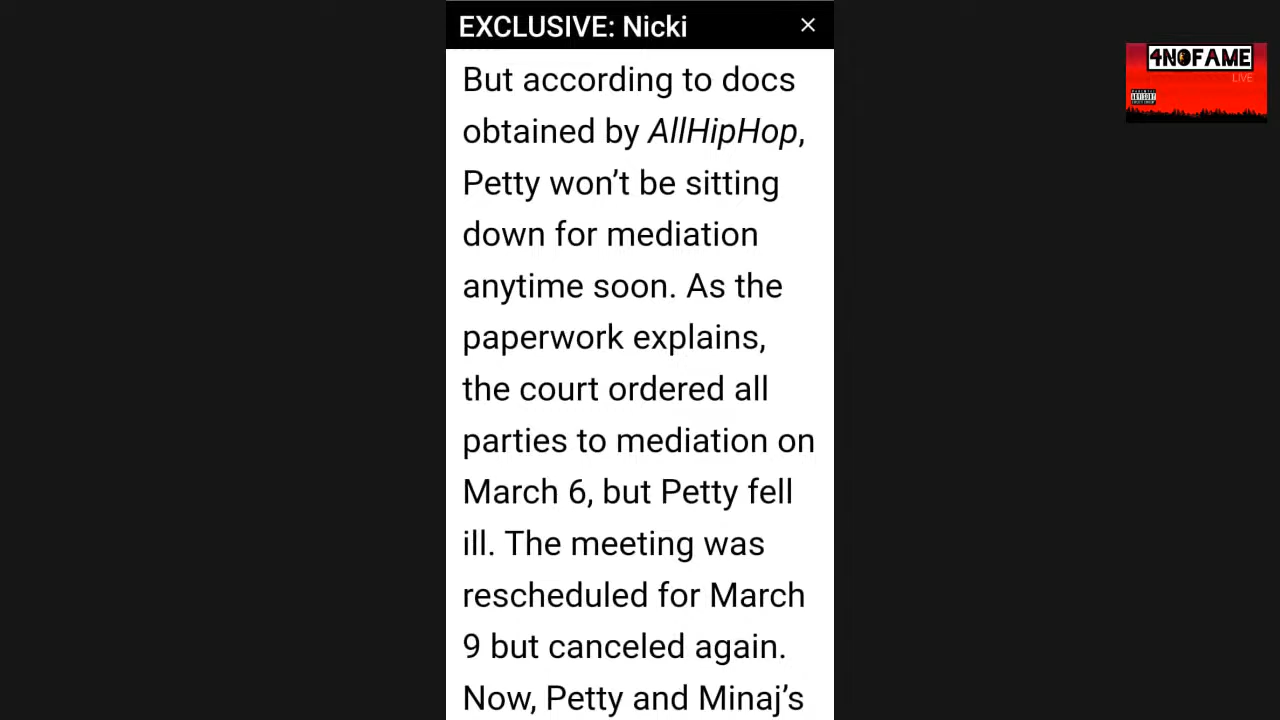 EXCLUSIVE: Nicki
×
4NOFAME
LIVE
But according to docs
obtained by AllHipHop,
Petty won’t be sitting
down for mediation
anytime soon. As the
paperwork explains,
the court ordered all
parties to mediation on
March 6, but Petty fell
ill. The meeting was
rescheduled for March
9 but canceled again.
Now, Petty and Minaj’s